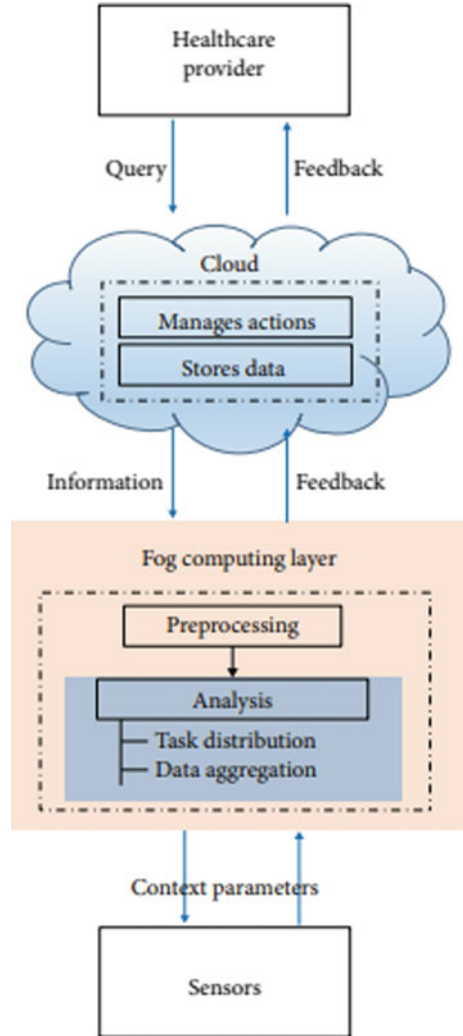 Healthcare
provider
Query
Feedback
Cloud
Manages actions
Stores data
Information
Feedback
Fog computing layer
Preprocessing
Analysis
Task distribution
Data aggregation
Context parameters
Sensors